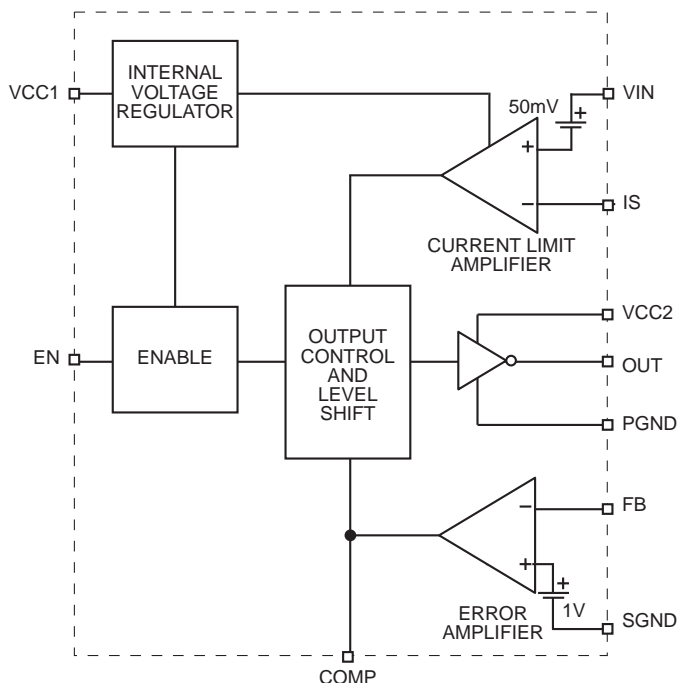 INTERNAL
VOLTAGE
REGULATOR
VCC1
50mV
+
VIN
+
−
IS
CURRENT LIMIT
AMPLIFIER
EN
ENABLE
OUTPUT
CONTROL
AND
LEVEL
SHIFT
VCC2
OUT
PGND
FB
−
+
+
1V
ERROR
AMPLIFIER
SGND
COMP